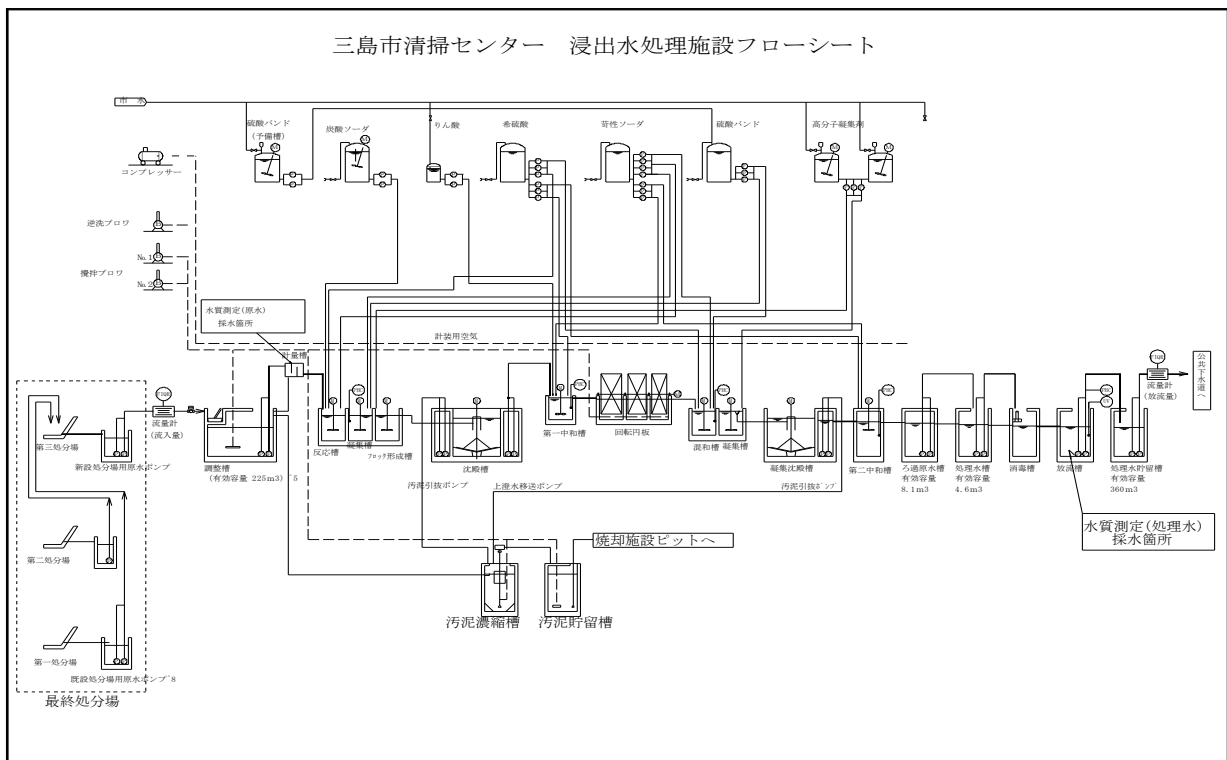 三島市清掃センター　浸出水処理施設フローシート
市水
硫酸バンド
(予備槽)
炭酸ソーダ
りん酸
希硫酸
苛性ソーダ
硫酸バンド
高分子凝集剤
コンプレッサー
逆洗ブロワ
No.1
攪拌ブロワ
No.2
水質測定(原水)
採水箇所
計装用空気
計量槽
公共下水道へ
流量計
(流入量)
流量計
(放流量)
第三処分場
新設処分場用原水ポンプ
調整槽
(有効容量 225m3)
反応槽
凝集槽
フロック形成槽
沈殿槽
第一中和槽
回転円板
混和槽
凝集槽
凝集沈殿槽
第二中和槽
ろ過原水槽
有効容量
8.1m3
処理水槽
有効容量
4.6m3
消毒槽
放流槽
処理水貯留槽
有効容量
360m3
汚泥引抜ポンプ
上澄水移送ポンプ
汚泥引抜ポンプ
水質測定(処理水)
採水箇所
焼却施設ピットへ
第二処分場
汚泥濃縮槽
汚泥貯留槽
第一処分場
既設処分場用原水ポンプ
最終処分場